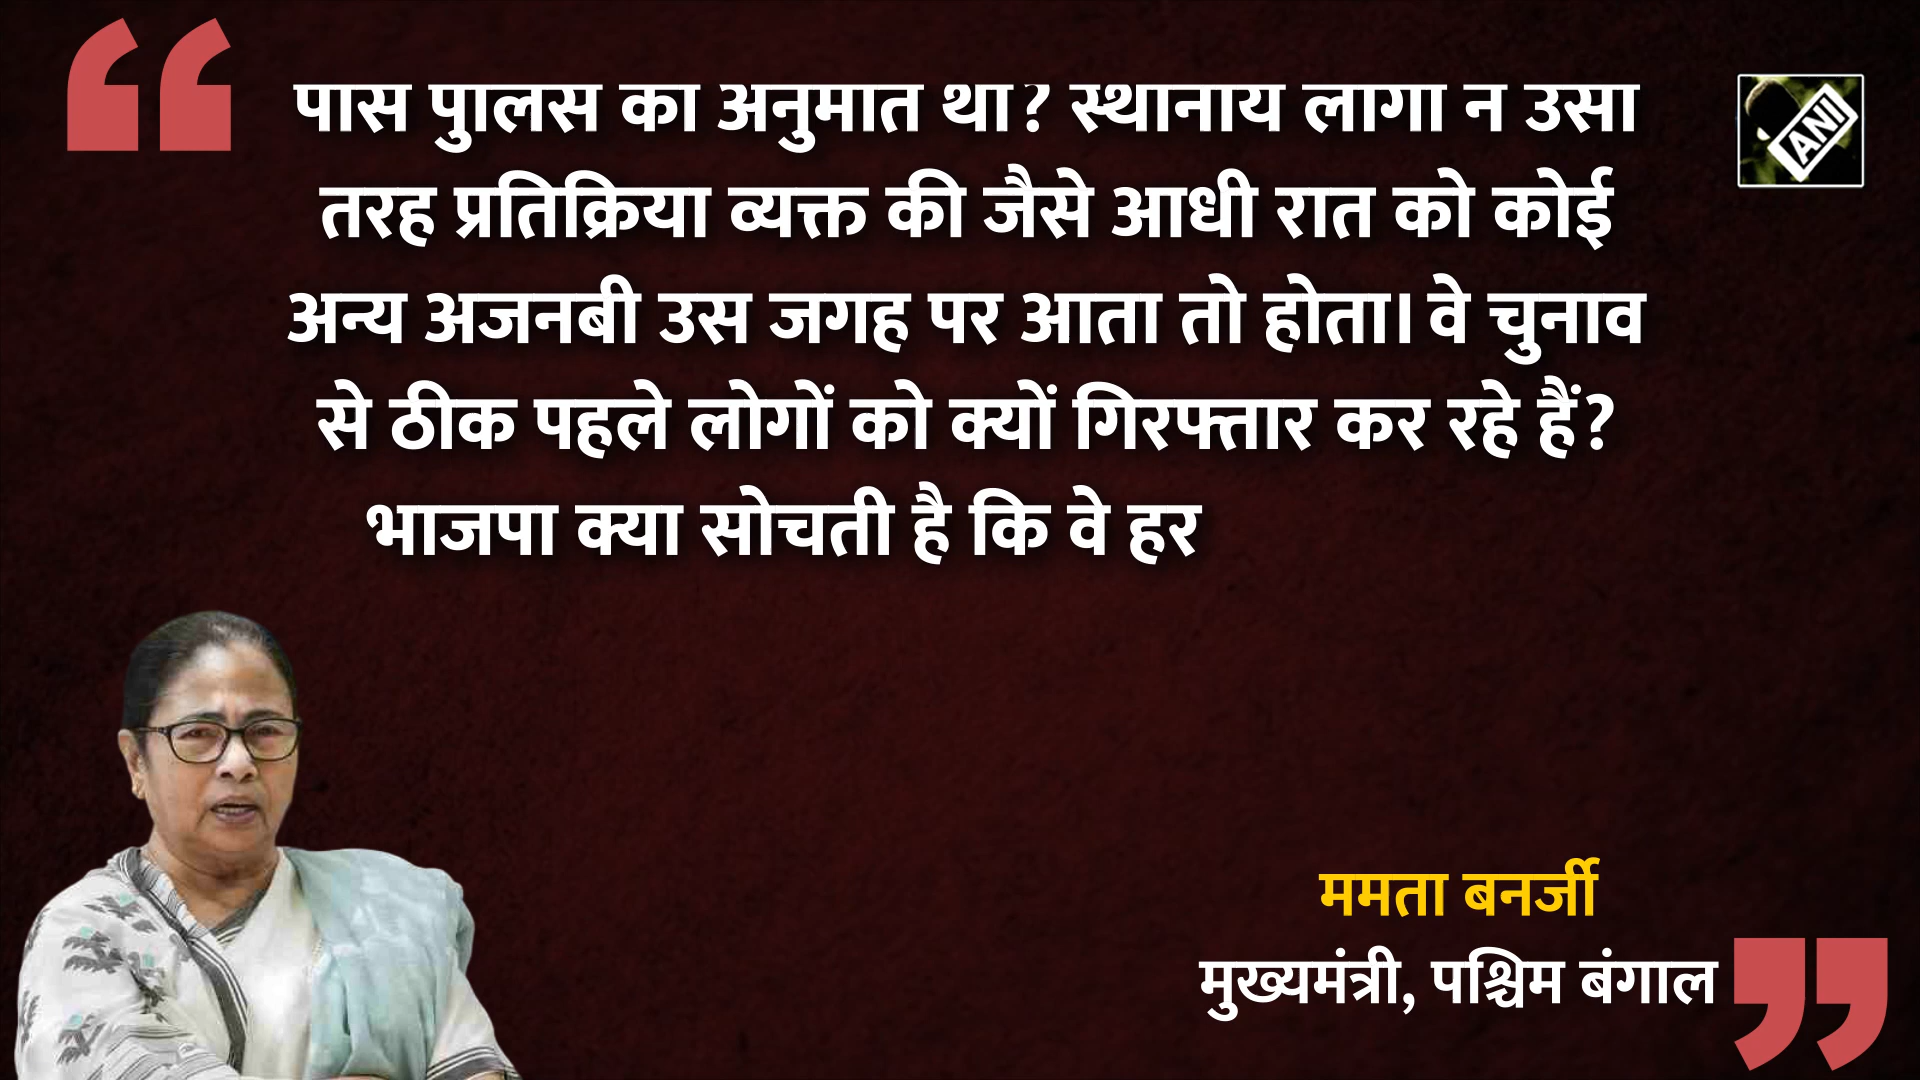 पास पुलिस की अनुमति थी? स्थानीय लोगों ने उसी
तरह प्रतिक्रिया व्यक्त की जैसे आधी रात को कोई
अन्य अजनबी उस जगह पर आता तो होता। वे चुनाव
से ठीक पहले लोगों को क्यों गिरफ्तार कर रहे हैं?
भाजपा क्या सोचती है कि वे हर
ANI
ममता बनर्जी
मुख्यमंत्री, पश्चिम बंगाल